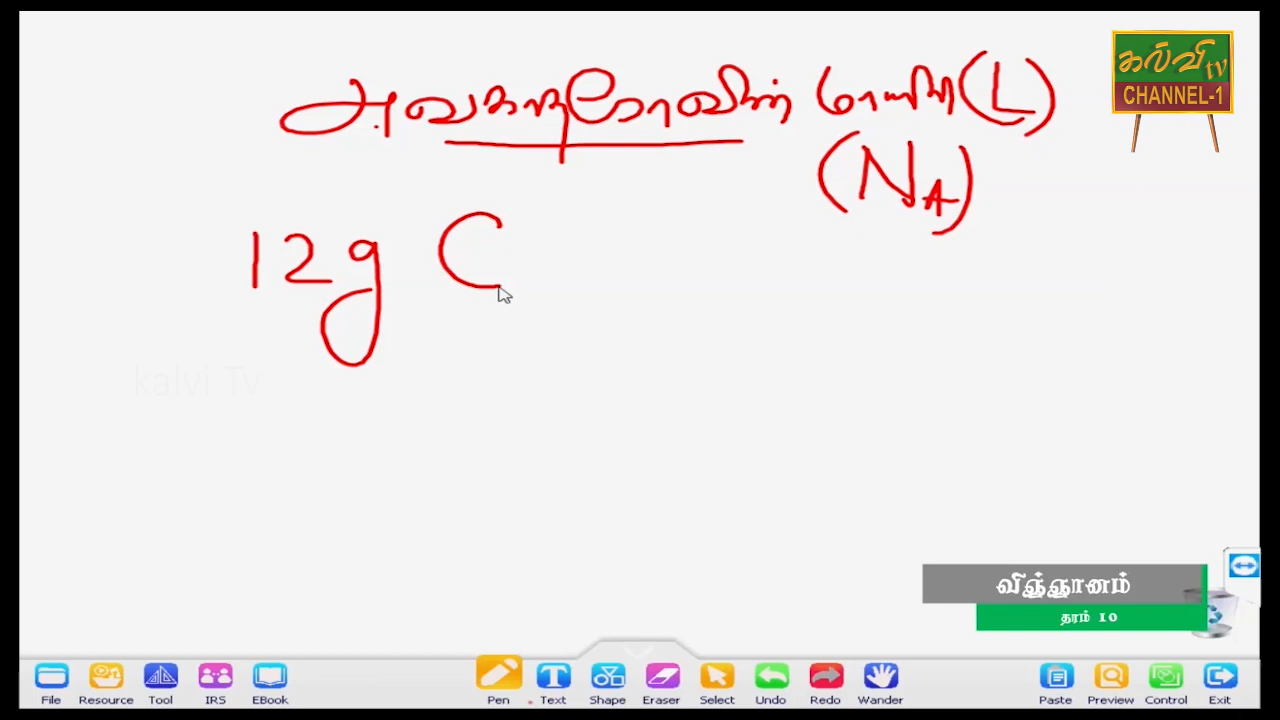 அவகாதரோவின் மாறிலி (L)
(NA)
12g C
கல்வி tv
CHANNEL-1
kalvi Tv
விஞ்ஞானம்
தரம் 10
File Resource Tool IRS EBook Pen Text Shape Eraser Select Undo Redo Wander Paste Preview Control Exit